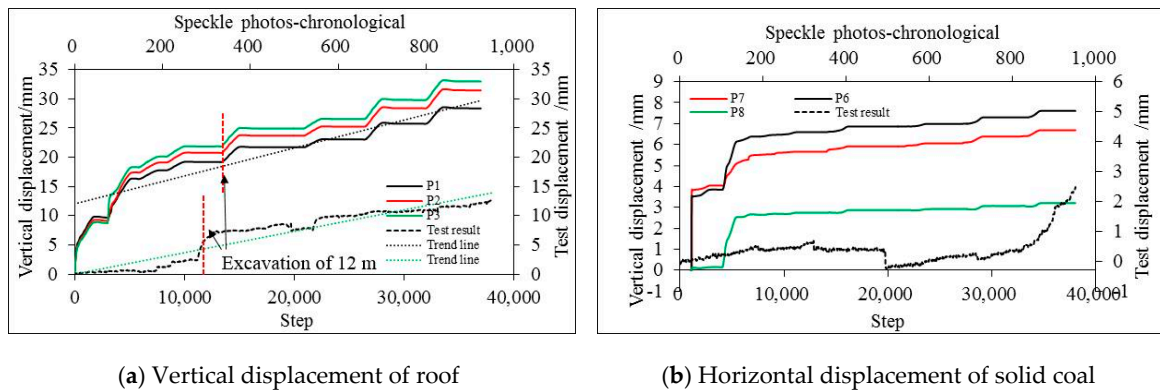 Speckle photos-chronological
0 200 400 600 800 1,000
Vertical displacement/mm
35
30
25
20
15
10
5
0
Test displacement /mm
35
30
25
20
15
10
5
0
P1
P2
P3
Test result
Trend line
Trend line
Excavation of 12 m
0 10,000 20,000 30,000 40,000
Step
(a) Vertical displacement of roof
Speckle photos-chronological
0 200 400 600 800 1000
Vertical displacement /mm
9
8
7
6
5
4
3
2
1
0
-1
Test displacement /mm
6
5
4
3
2
1
0
-1
P7
P6
P8
Test result
0 10,000 20,000 30,000 40,000
Step
(b) Horizontal displacement of solid coal